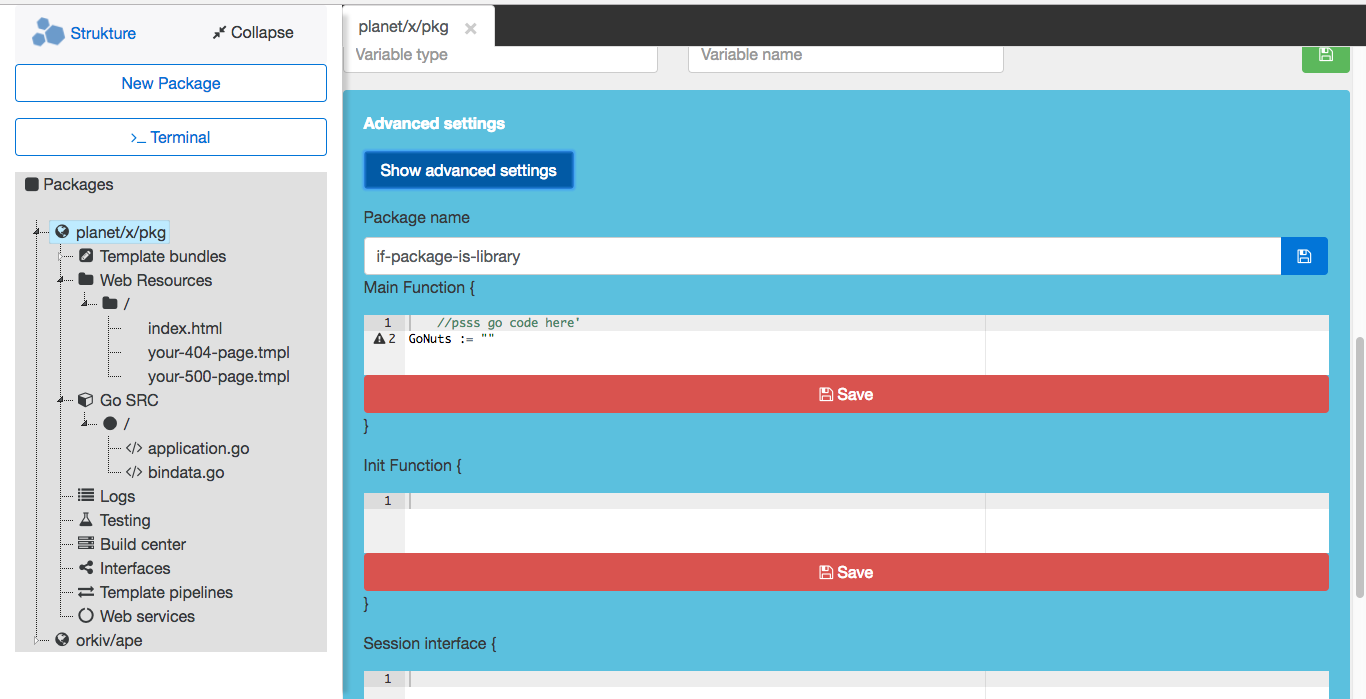 Strukture
Collapse
New Package
>_ Terminal
Packages
planet/x/pkg
Template bundles
Web Resources
/
index.html
your-404-page.tmpl
your-500-page.tmpl
Go SRC
/
</> application.go
</> bindata.go
Logs
Testing
Build center
Interfaces
Template pipelines
Web services
orkiv/ape
planet/x/pkg ×
Variable type
Variable name
Advanced settings
Show advanced settings
Package name
if-package-is-library
Main Function {
1 //psss go code here'
2 GoNuts := ""
Save
}
Init Function {
1
Save
}
Session interface {
1